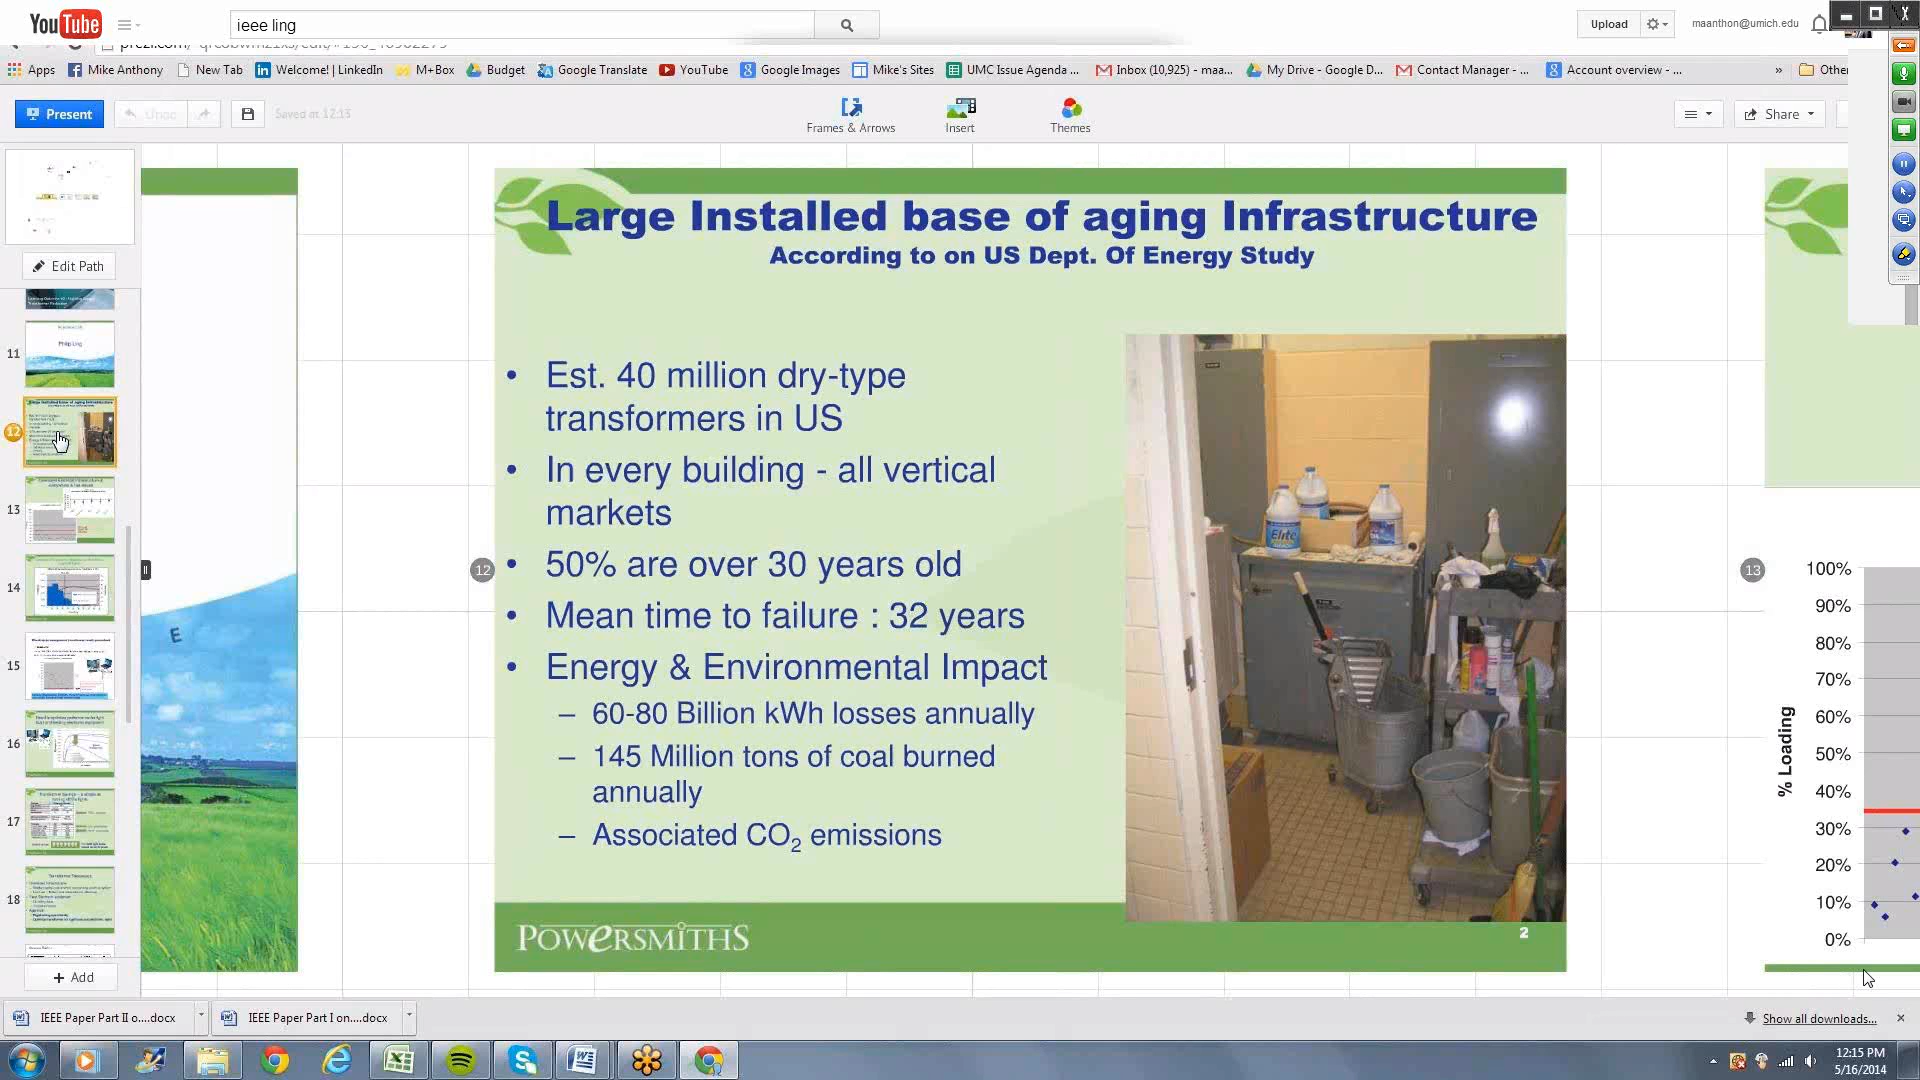 YouTube
ieee ling
Upload
maanthon@umich.edu
Apps
Mike Anthony
New Tab
Welcome! | LinkedIn
M+Box
Budget
Google Translate
YouTube
Google Images
Mike's Sites
UMC Issue Agenda ...
Inbox (10,925) - maa...
My Drive - Google D...
Contact Manager - ...
Account overview - ...
»
Other
Present
Undo
Saved at 12:15
Frames & Arrows
Insert
Themes
Share
Edit Path
11
Philip Ling
12
13
14
15
16
17
18
+ Add
E
12
Large Installed base of aging Infrastructure
According to on US Dept. Of Energy Study
• Est. 40 million dry-type
transformers in US
• In every building - all vertical
markets
• 50% are over 30 years old
• Mean time to failure : 32 years
• Energy & Environmental Impact
– 60-80 Billion kWh losses annually
– 145 Million tons of coal burned
annually
– Associated CO2 emissions
Elite
POWERSMITHS
2
13
% Loading
100%
90%
80%
70%
60%
50%
40%
30%
20%
10%
0%
IEEE Paper Part II o....docx
IEEE Paper Part I on....docx
Show all downloads...
12:15 PM
5/16/2014